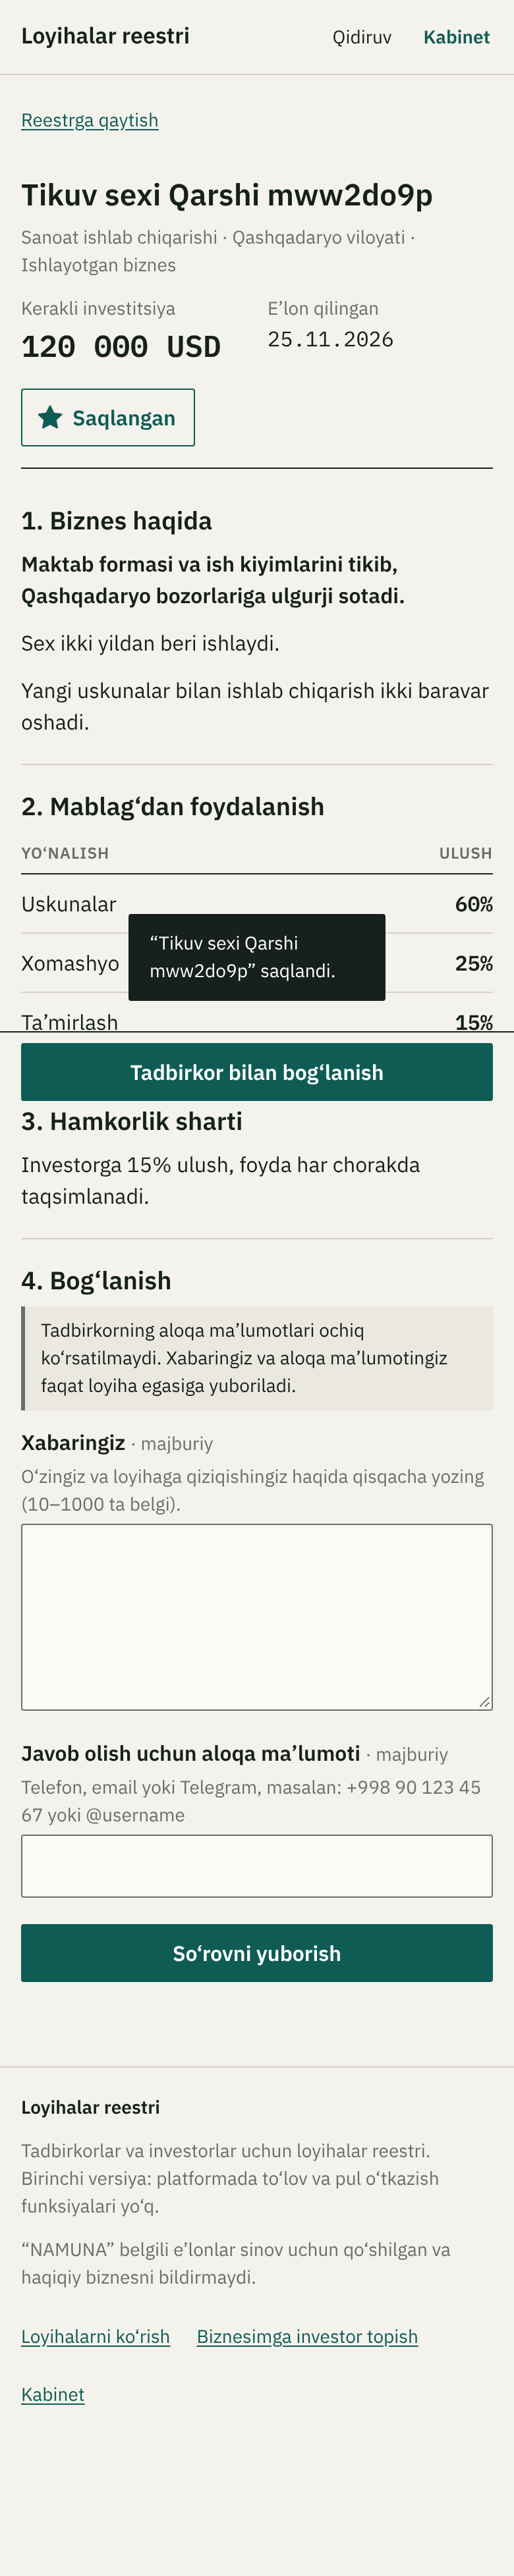 Loyihalar reestri
Qidiruv
Kabinet
Reestrga qaytish
Tikuv sexi Qarshi mww2do9p
Sanoat ishlab chiqarishi · Qashqadaryo viloyati ·
Ishlayotgan biznes
Kerakli investitsiya
E’lon qilingan
120 000 USD
25.11.2026
Saqlangan
1. Biznes haqida
Maktab formasi va ish kiyimlarini tikib,
Qashqadaryo bozorlariga ulgurji sotadi.
Sex ikki yildan beri ishlaydi.
Yangi uskunalar bilan ishlab chiqarish ikki baravar
oshadi.
2. Mablag‘dan foydalanish
YO‘NALISH
ULUSH
Uskunalar
60%
“Tikuv sexi Qarshi
mww2do9p” saqlandi.
Xomashyo
25%
Ta’mirlash
15%
Tadbirkor bilan bog‘lanish
3. Hamkorlik sharti
Investorga 15% ulush, foyda har chorakda
taqsimlanadi.
4. Bog‘lanish
Tadbirkorning aloqa ma’lumotlari ochiq
ko‘rsatilmaydi. Xabaringiz va aloqa ma’lumotingiz
faqat loyiha egasiga yuboriladi.
Xabaringiz · majburiy
O‘zingiz va loyihaga qiziqishingiz haqida qisqacha yozing
(10–1000 ta belgi).
Javob olish uchun aloqa ma’lumoti · majburiy
Telefon, email yoki Telegram, masalan: +998 90 123 45
67 yoki @username
So‘rovni yuborish
Loyihalar reestri
Tadbirkorlar va investorlar uchun loyihalar reestri.
Birinchi versiya: platformada to‘lov va pul o‘tkazish
funksiyalari yo‘q.
“NAMUNA” belgili e’lonlar sinov uchun qo‘shilgan va
haqiqiy biznesni bildirmaydi.
Loyihalarni ko‘rish
Biznesimga investor topish
Kabinet